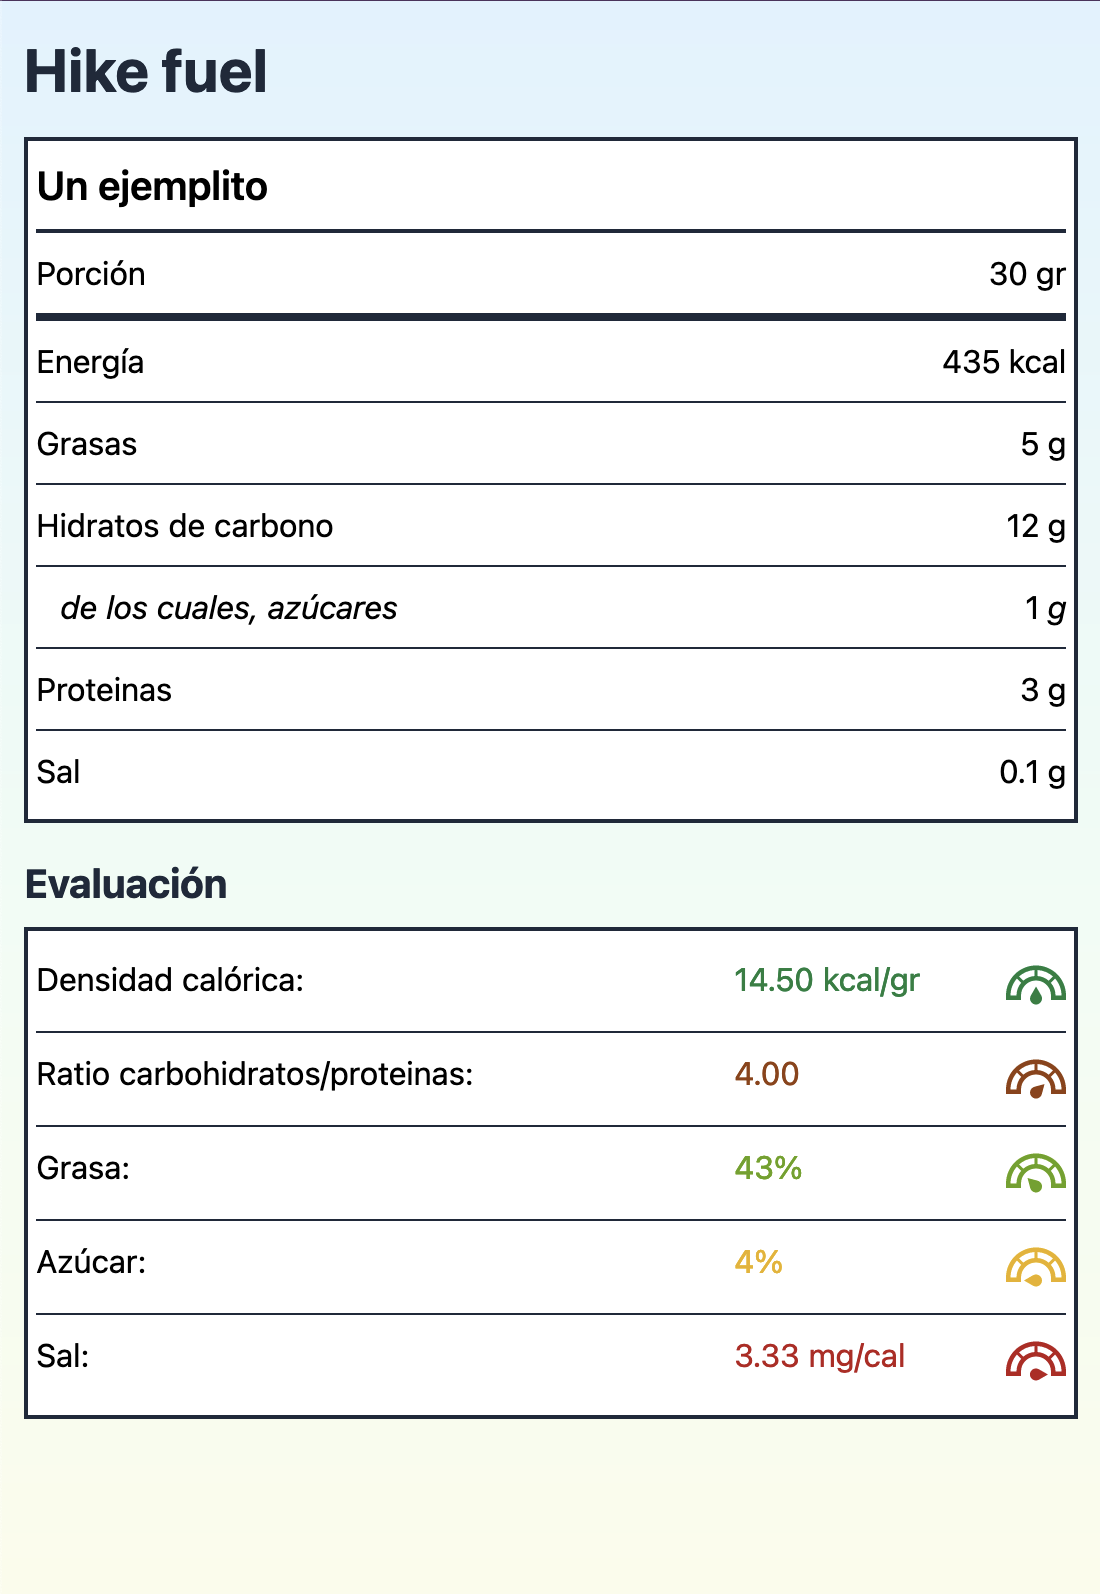 Hike fuel
Un ejemplito
Porción 30 gr
Energía 435 kcal
Grasas 5 g
Hidratos de carbono 12 g
de los cuales, azúcares 1 g
Proteinas 3 g
Sal 0.1 g
Evaluación
Densidad calórica: 14.50 kcal/gr
Ratio carbohidratos/proteinas: 4.00
Grasa: 43%
Azúcar: 4%
Sal: 3.33 mg/cal